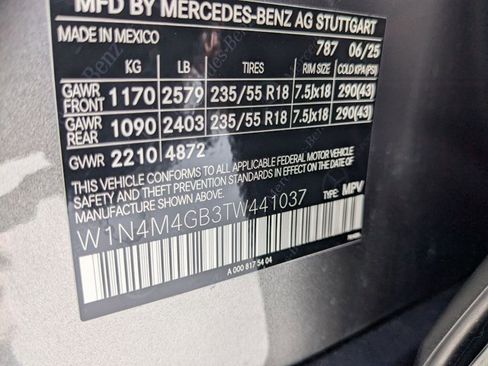 MFD BY MERCEDES-BENZ AG STUTTGART
MADE IN MEXICO 787 06/25
KG LB TIRES RIM SIZE COLD KPA(PSI)
GAWR FRONT 1170 2579 235/55 R18 7.5Jx18 290(43)
GAWR REAR 1090 2403 235/55 R18 7.5Jx18 290(43)
GVWR 2210 4872
THIS VEHICLE CONFORMS TO ALL APPLICABLE FEDERAL MOTOR VEHICLE
SAFETY, BUMPER, AND THEFT PREVENTION STANDARDS IN EFFECT ON THE DATE OF
MANUFACTURE SHOWN ABOVE.
W1N4M4GB3TW441037 TYPE: MPV
A 000 817 54 04